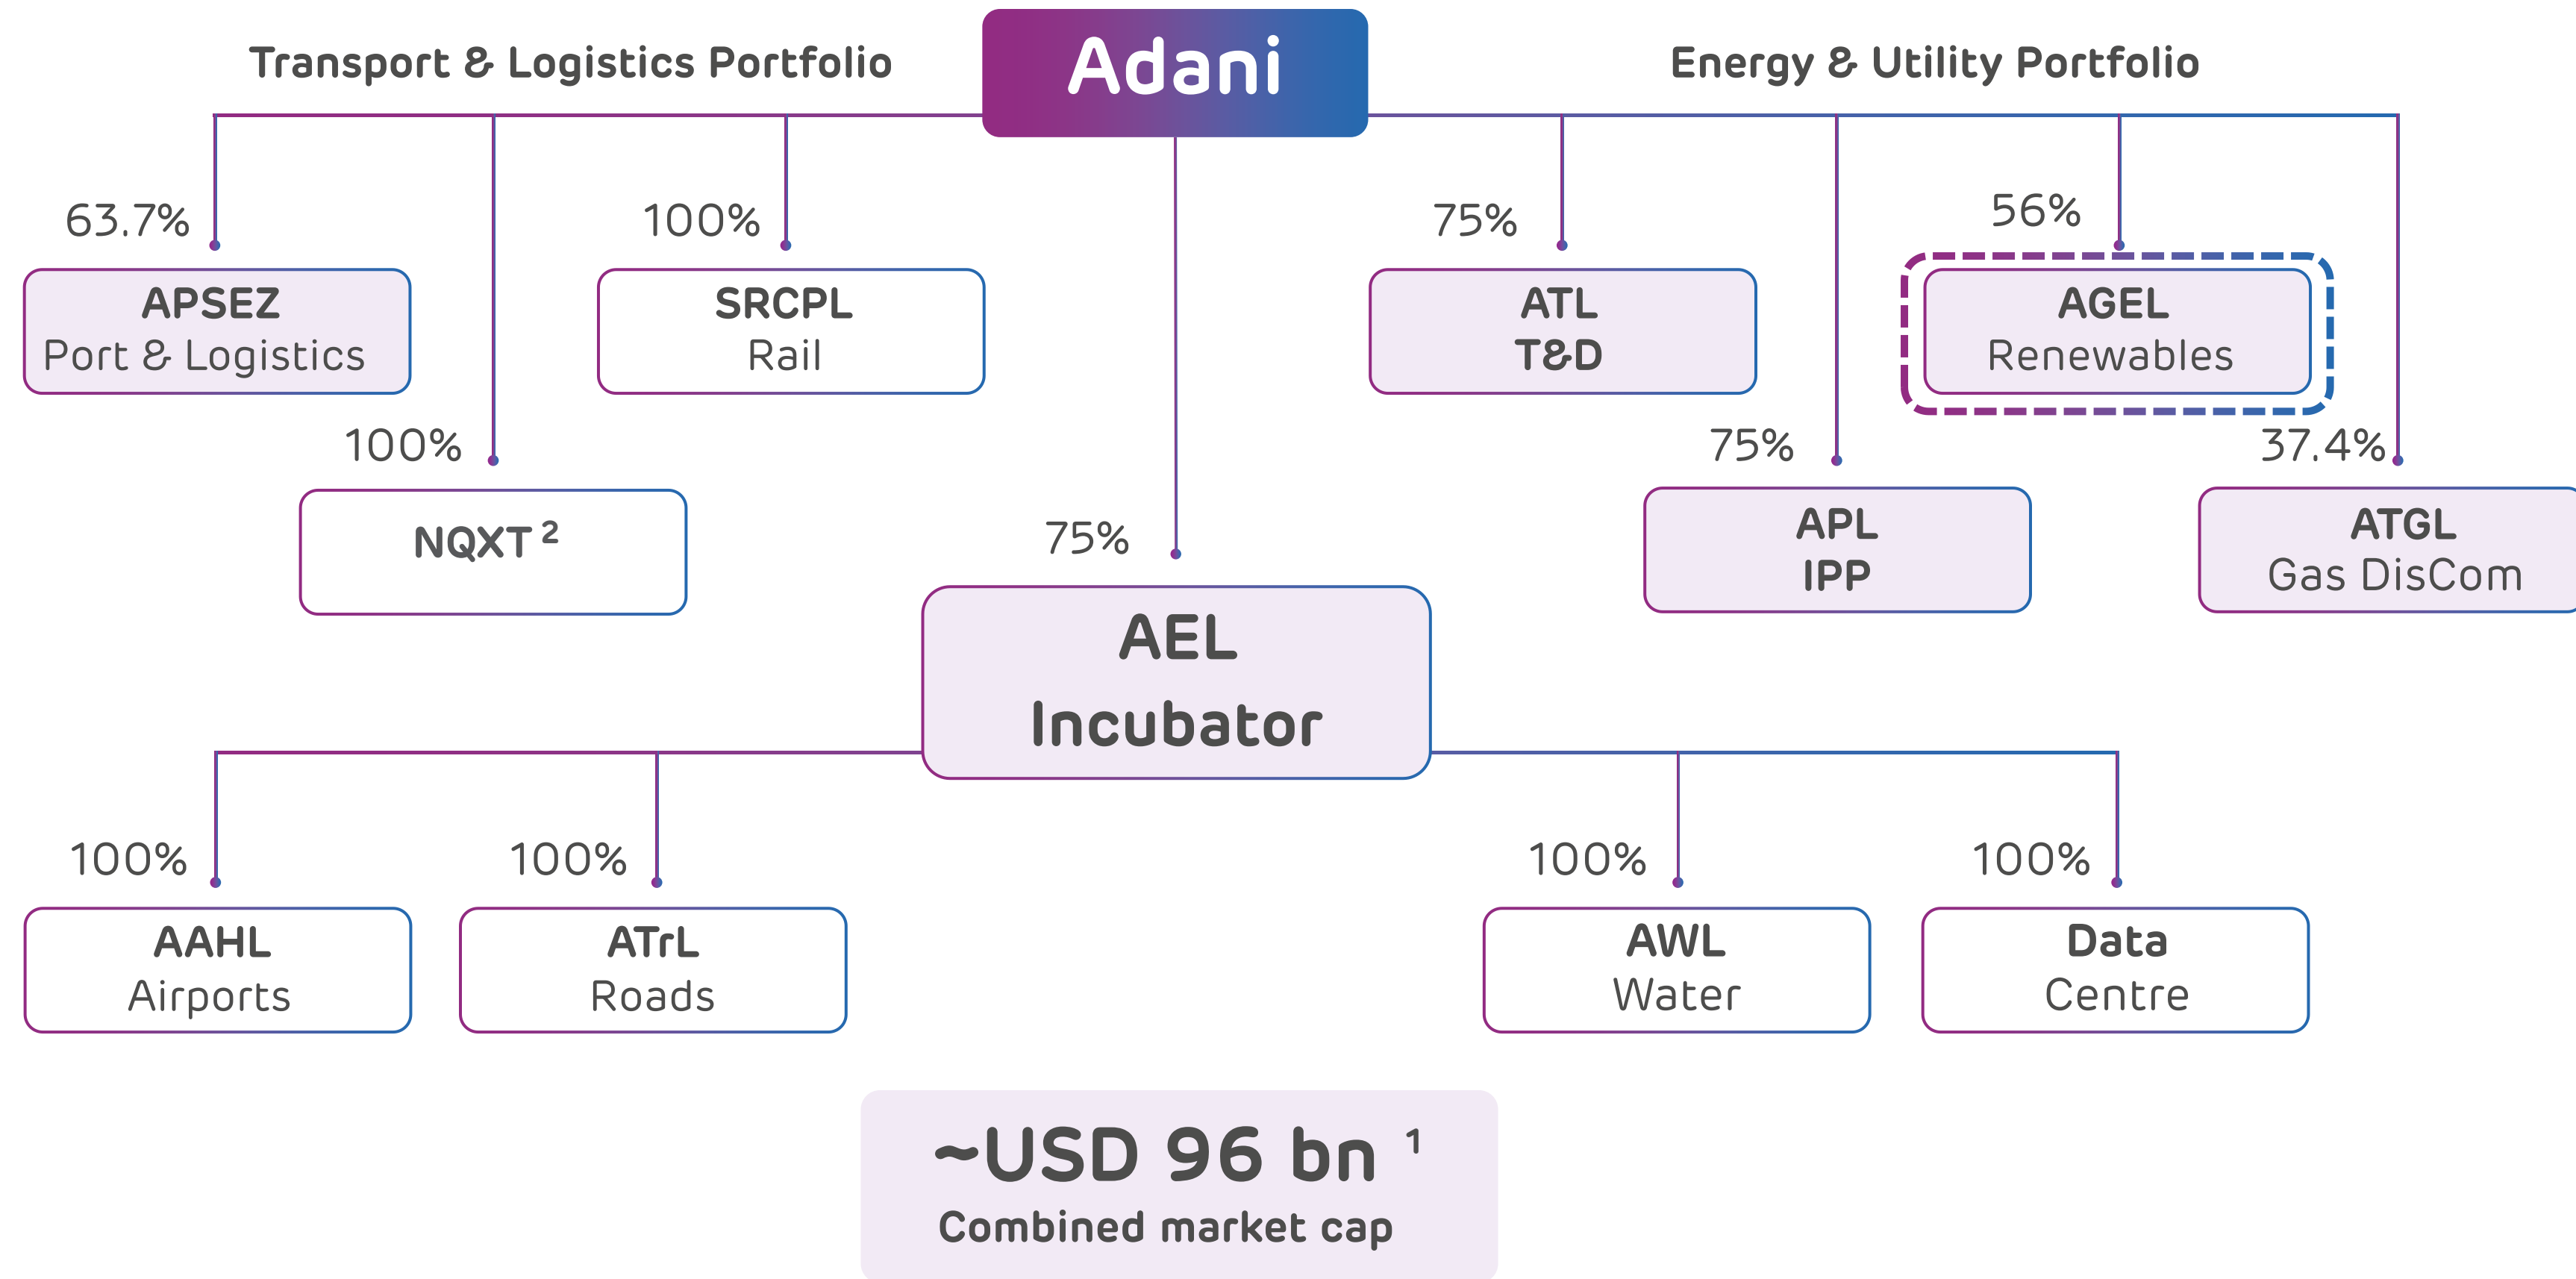 Transport & Logistics Portfolio
Adani
Energy & Utility Portfolio
63.7%
APSEZ
Port & Logistics
100%
NQXT 2
100%
SRCPL
Rail
75%
ATL
T&D
75%
APL
IPP
56%
AGEL
Renewables
37.4%
ATGL
Gas DisCom
75%
AEL
Incubator
100%
AAHL
Airports
100%
ATrL
Roads
100%
AWL
Water
100%
Data
Centre
~USD 96 bn 1
Combined market cap